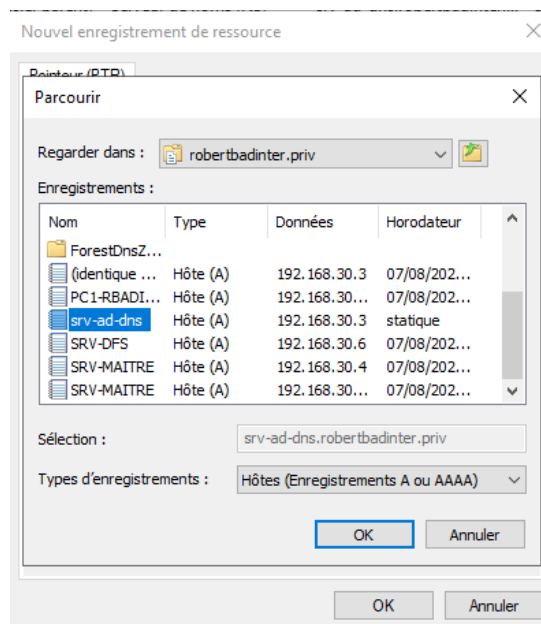 Nouvel enregistrement de ressource
Pointeur (PTR)
Parcourir
Regarder dans : robertbadinter.priv
Enregistrements :
Nom Type Données Horodateur
ForestDnsZ...
(identique ... Hôte (A) 192.168.30.3 07/08/202...
PC1-RBADI... Hôte (A) 192.168.30... 07/08/202...
srv-ad-dns Hôte (A) 192.168.30.3 statique
SRV-DFS Hôte (A) 192.168.30.6 07/08/202...
SRV-MAITRE Hôte (A) 192.168.30.4 07/08/202...
SRV-MAITRE Hôte (A) 192.168.30... 07/08/202...
Sélection : srv-ad-dns.robertbadinter.priv
Types d'enregistrements : Hôtes (Enregistrements A ou AAAA)
OK Annuler
OK Annuler